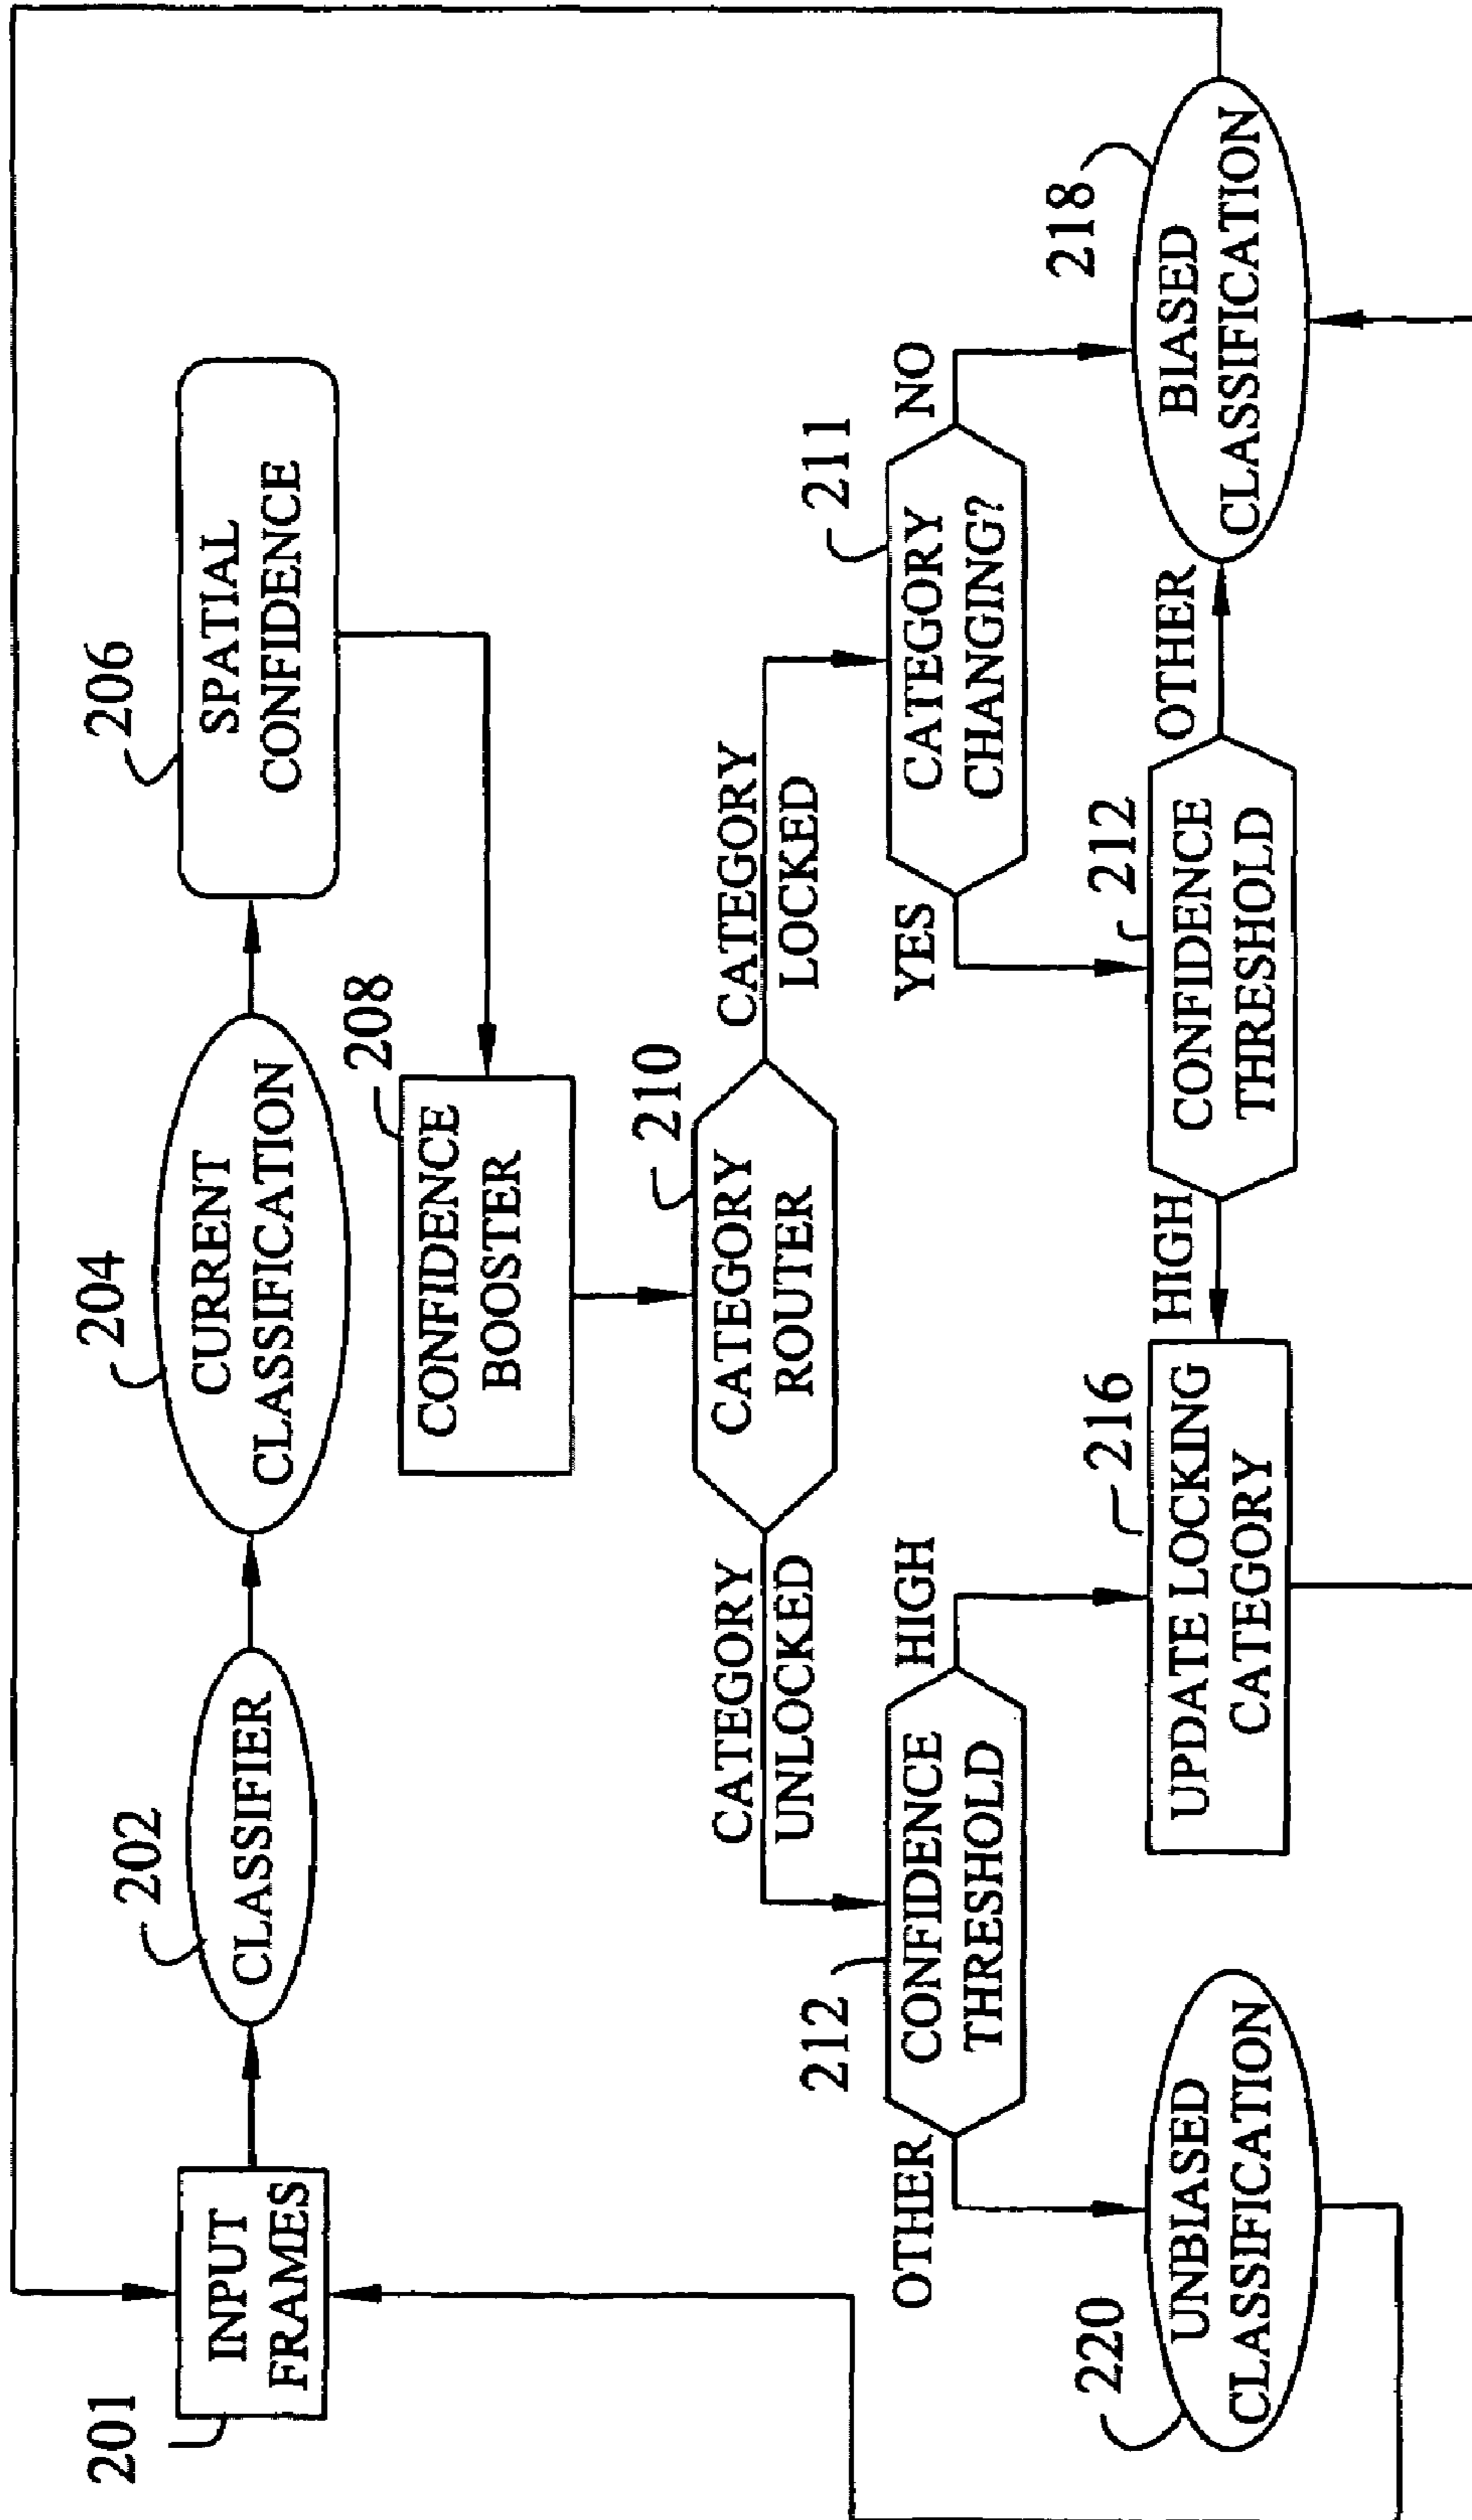 201
INPUT
FRAMES
202
CLASSIFIER
204
CURRENT
CLASSIFICATION
206
SPATIAL
CONFIDENCE
208
CONFIDENCE
BOOSTER
210
CATEGORY
ROUTER
CATEGORY
UNLOCKED
CATEGORY
LOCKED
212
CONFIDENCE
THRESHOLD
OTHER
HIGH
211
CATEGORY
CHANGING?
YES
NO
220
UNBIASED
CLASSIFICATION
216
UPDATE LOCKING
CATEGORY
HIGH
212
CONFIDENCE
THRESHOLD
OTHER
218
BIASED
CLASSIFICATION